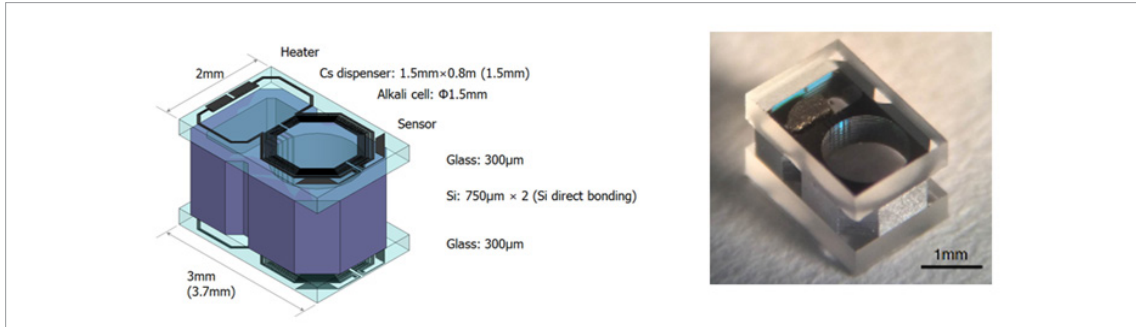 Heater
2mm
Cs dispenser: 1.5mm×0.8m (1.5mm)
Alkali cell: Φ1.5mm
Sensor
Glass: 300μm
Si: 750μm × 2 (Si direct bonding)
Glass: 300μm
3mm
(3.7mm)
1mm